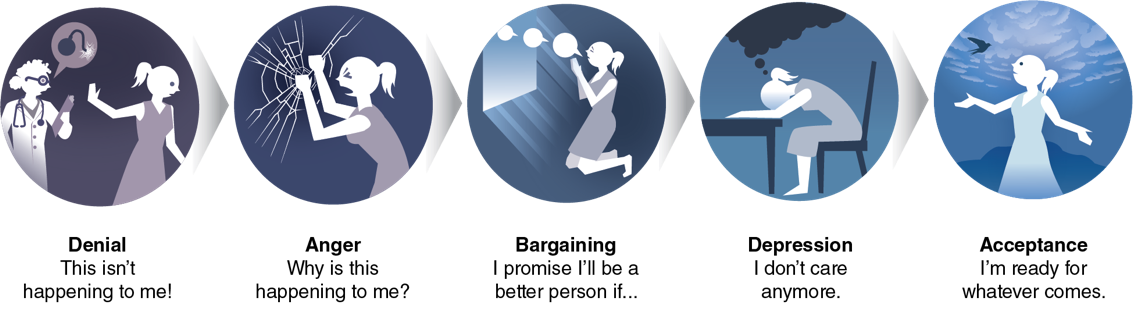 Denial
This isn't
happening to me!
Anger
Why is this
happening to me?
Bargaining
I promise I'll be a
better person if...
Depression
I don't care
anymore.
Acceptance
I'm ready for
whatever comes.